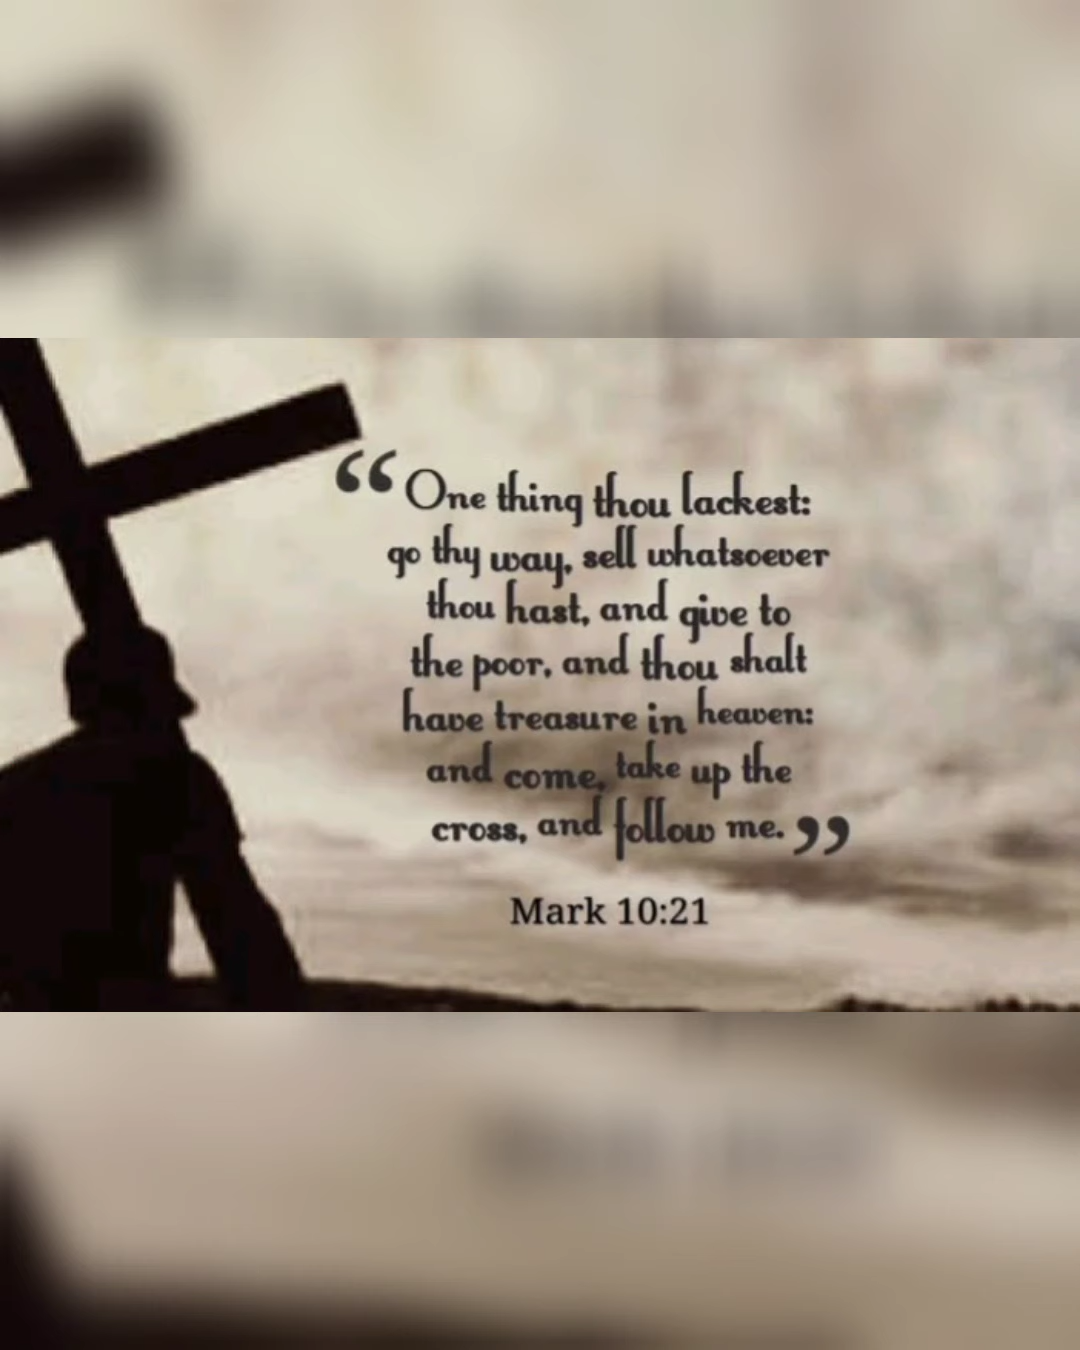 “One thing thou lackest:
go thy way, sell whatsoever
thou hast, and give to
the poor, and thou shalt
have treasure in heaven:
and come, take up the
cross, and follow me.”
Mark 10:21